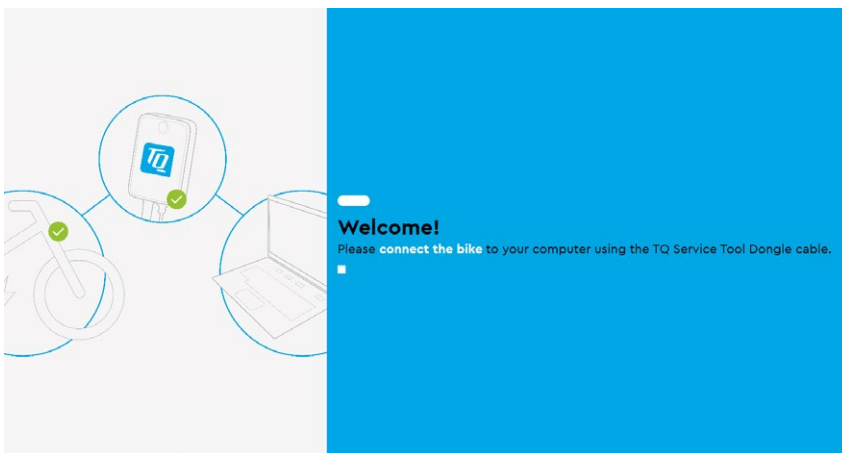 TQ
Welcome!
Please connect the bike to your computer using the TQ Service Tool Dongle cable.